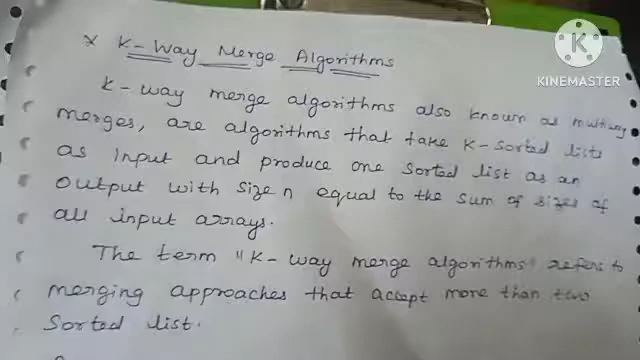 * K-Way Merge Algorithms
K-way merge algorithms also known as multiway
merges, are algorithms that take K-sorted lists
as input and produce one sorted list as an
output with size n equal to the sum of sizes of
all input arrays.
The term "K-way merge algorithms" refers to
merging approaches that accept more than two
sorted list.
K
KINEMASTER